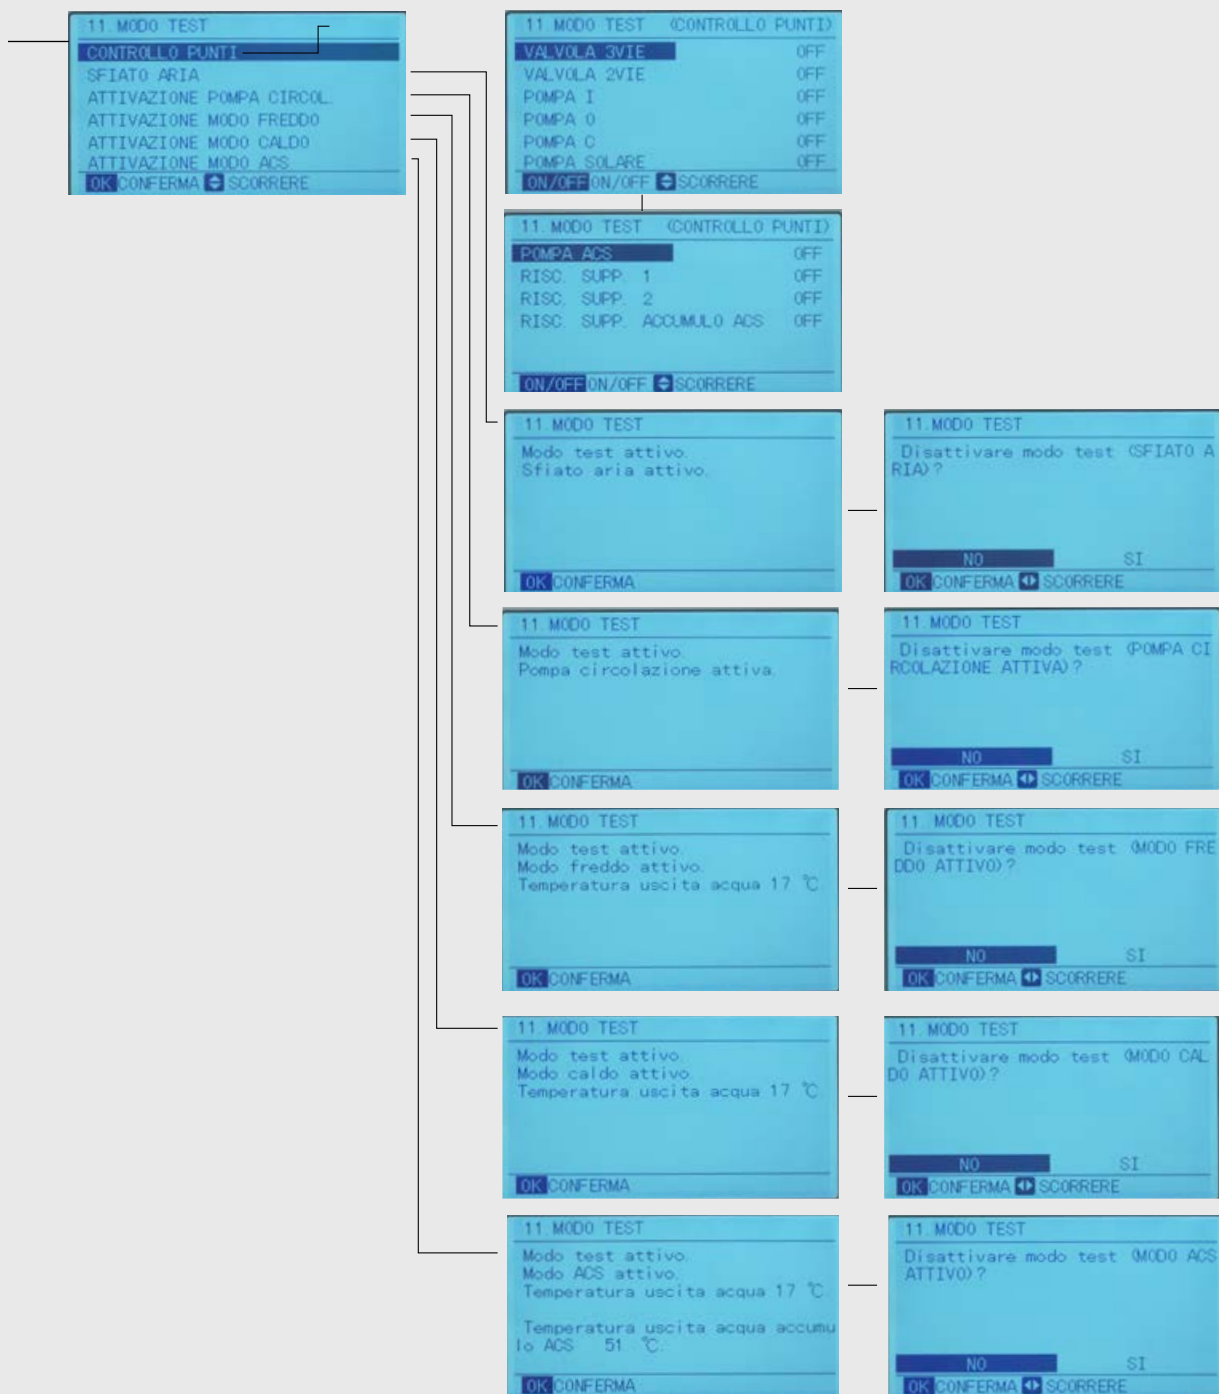 11. MODO TEST
CONTROLLO PUNTI
SFIATO ARIA
ATTIVAZIONE POMPA CIRCOL.
ATTIVAZIONE MODO FREDDO
ATTIVAZIONE MODO CALDO
ATTIVAZIONE MODO ACS
OK CONFERMA SCORRERE
11. MODO TEST (CONTROLLO PUNTI)
VALVOLA 3VIE OFF
VALVOLA 2VIE OFF
POMPA I OFF
POMPA O OFF
POMPA C OFF
POMPA SOLARE OFF
ON/OFF ON/OFF SCORRERE
11. MODO TEST (CONTROLLO PUNTI)
POMPA ACS OFF
RISC. SUPP. 1 OFF
RISC. SUPP. 2 OFF
RISC. SUPP. ACCUMULO ACS OFF
ON/OFF ON/OFF SCORRERE
11. MODO TEST
Modo test attivo.
Sfiato aria attivo.
OK CONFERMA
11. MODO TEST
Disattivare modo test (SFIATO A
RIA)?
NO SI
OK CONFERMA SCORRERE
11. MODO TEST
Modo test attivo.
Pompa circolazione attiva.
OK CONFERMA
11. MODO TEST
Disattivare modo test (POMPA CI
RCOLAZIONE ATTIVA)?
NO SI
OK CONFERMA SCORRERE
11. MODO TEST
Modo test attivo.
Modo freddo attivo.
Temperatura uscita acqua 17 °C
OK CONFERMA
11. MODO TEST
Disattivare modo test (MODO FRE
DDO ATTIVO)?
NO SI
OK CONFERMA SCORRERE
11. MODO TEST
Modo test attivo.
Modo caldo attivo.
Temperatura uscita acqua 17 °C
OK CONFERMA
11. MODO TEST
Disattivare modo test (MODO CAL
DO ATTIVO)?
NO SI
OK CONFERMA SCORRERE
11. MODO TEST
Modo test attivo.
Modo ACS attivo.
Temperatura uscita acqua 17 °C
Temperatura uscita acqua accumu
lo ACS 51 °C.
OK CONFERMA
11. MODO TEST
Disattivare modo test (MODO ACS
ATTIVO)?
NO SI
OK CONFERMA SCORRERE